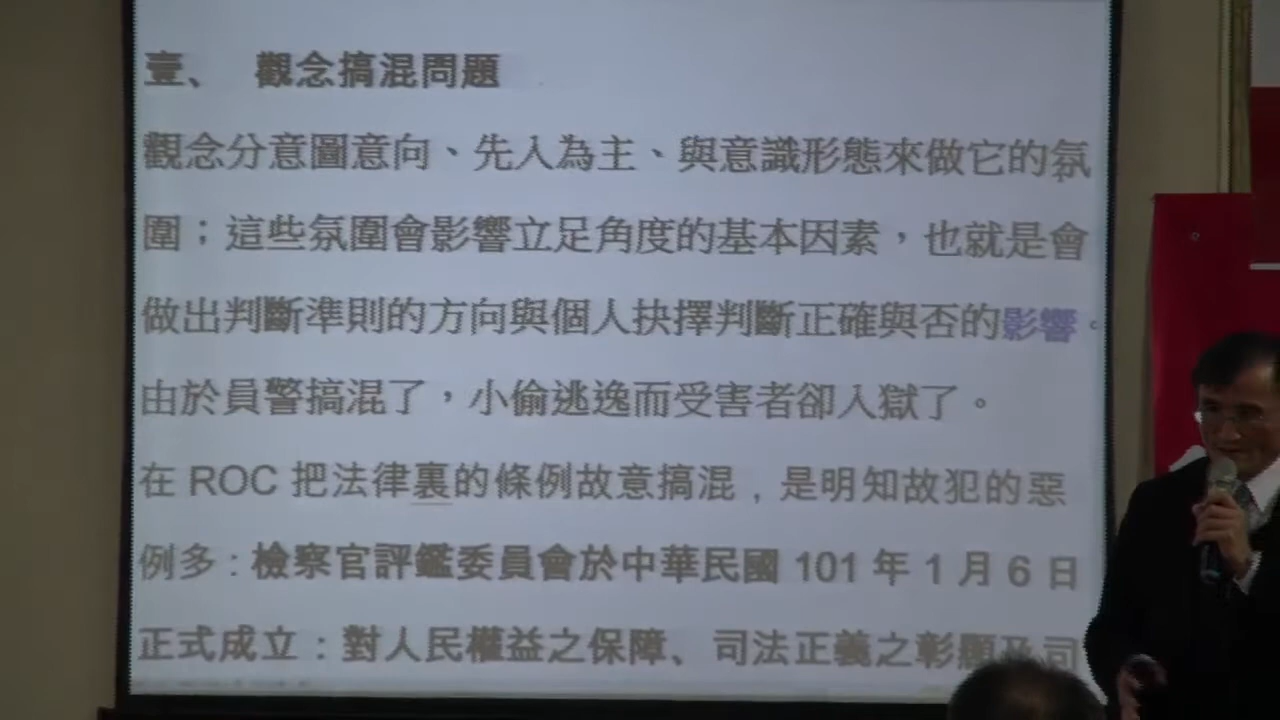 壹、 觀念搞混問題
觀念分意圖意向、先入為主、與意識形態來做它的氛
圍；這些氛圍會影響立足角度的基本因素，也就是會
做出判斷準則的方向與個人抉擇判斷正確與否的影響。
由於員警搞混了，小偷逃逸而受害者卻入獄了。
在 ROC 把法律裏的條例故意搞混，是明知故犯的惡
例多：檢察官評鑑委員會於中華民國 101 年 1 月 6 日
正式成立：對人民權益之保障、司法正義之彰顯及司